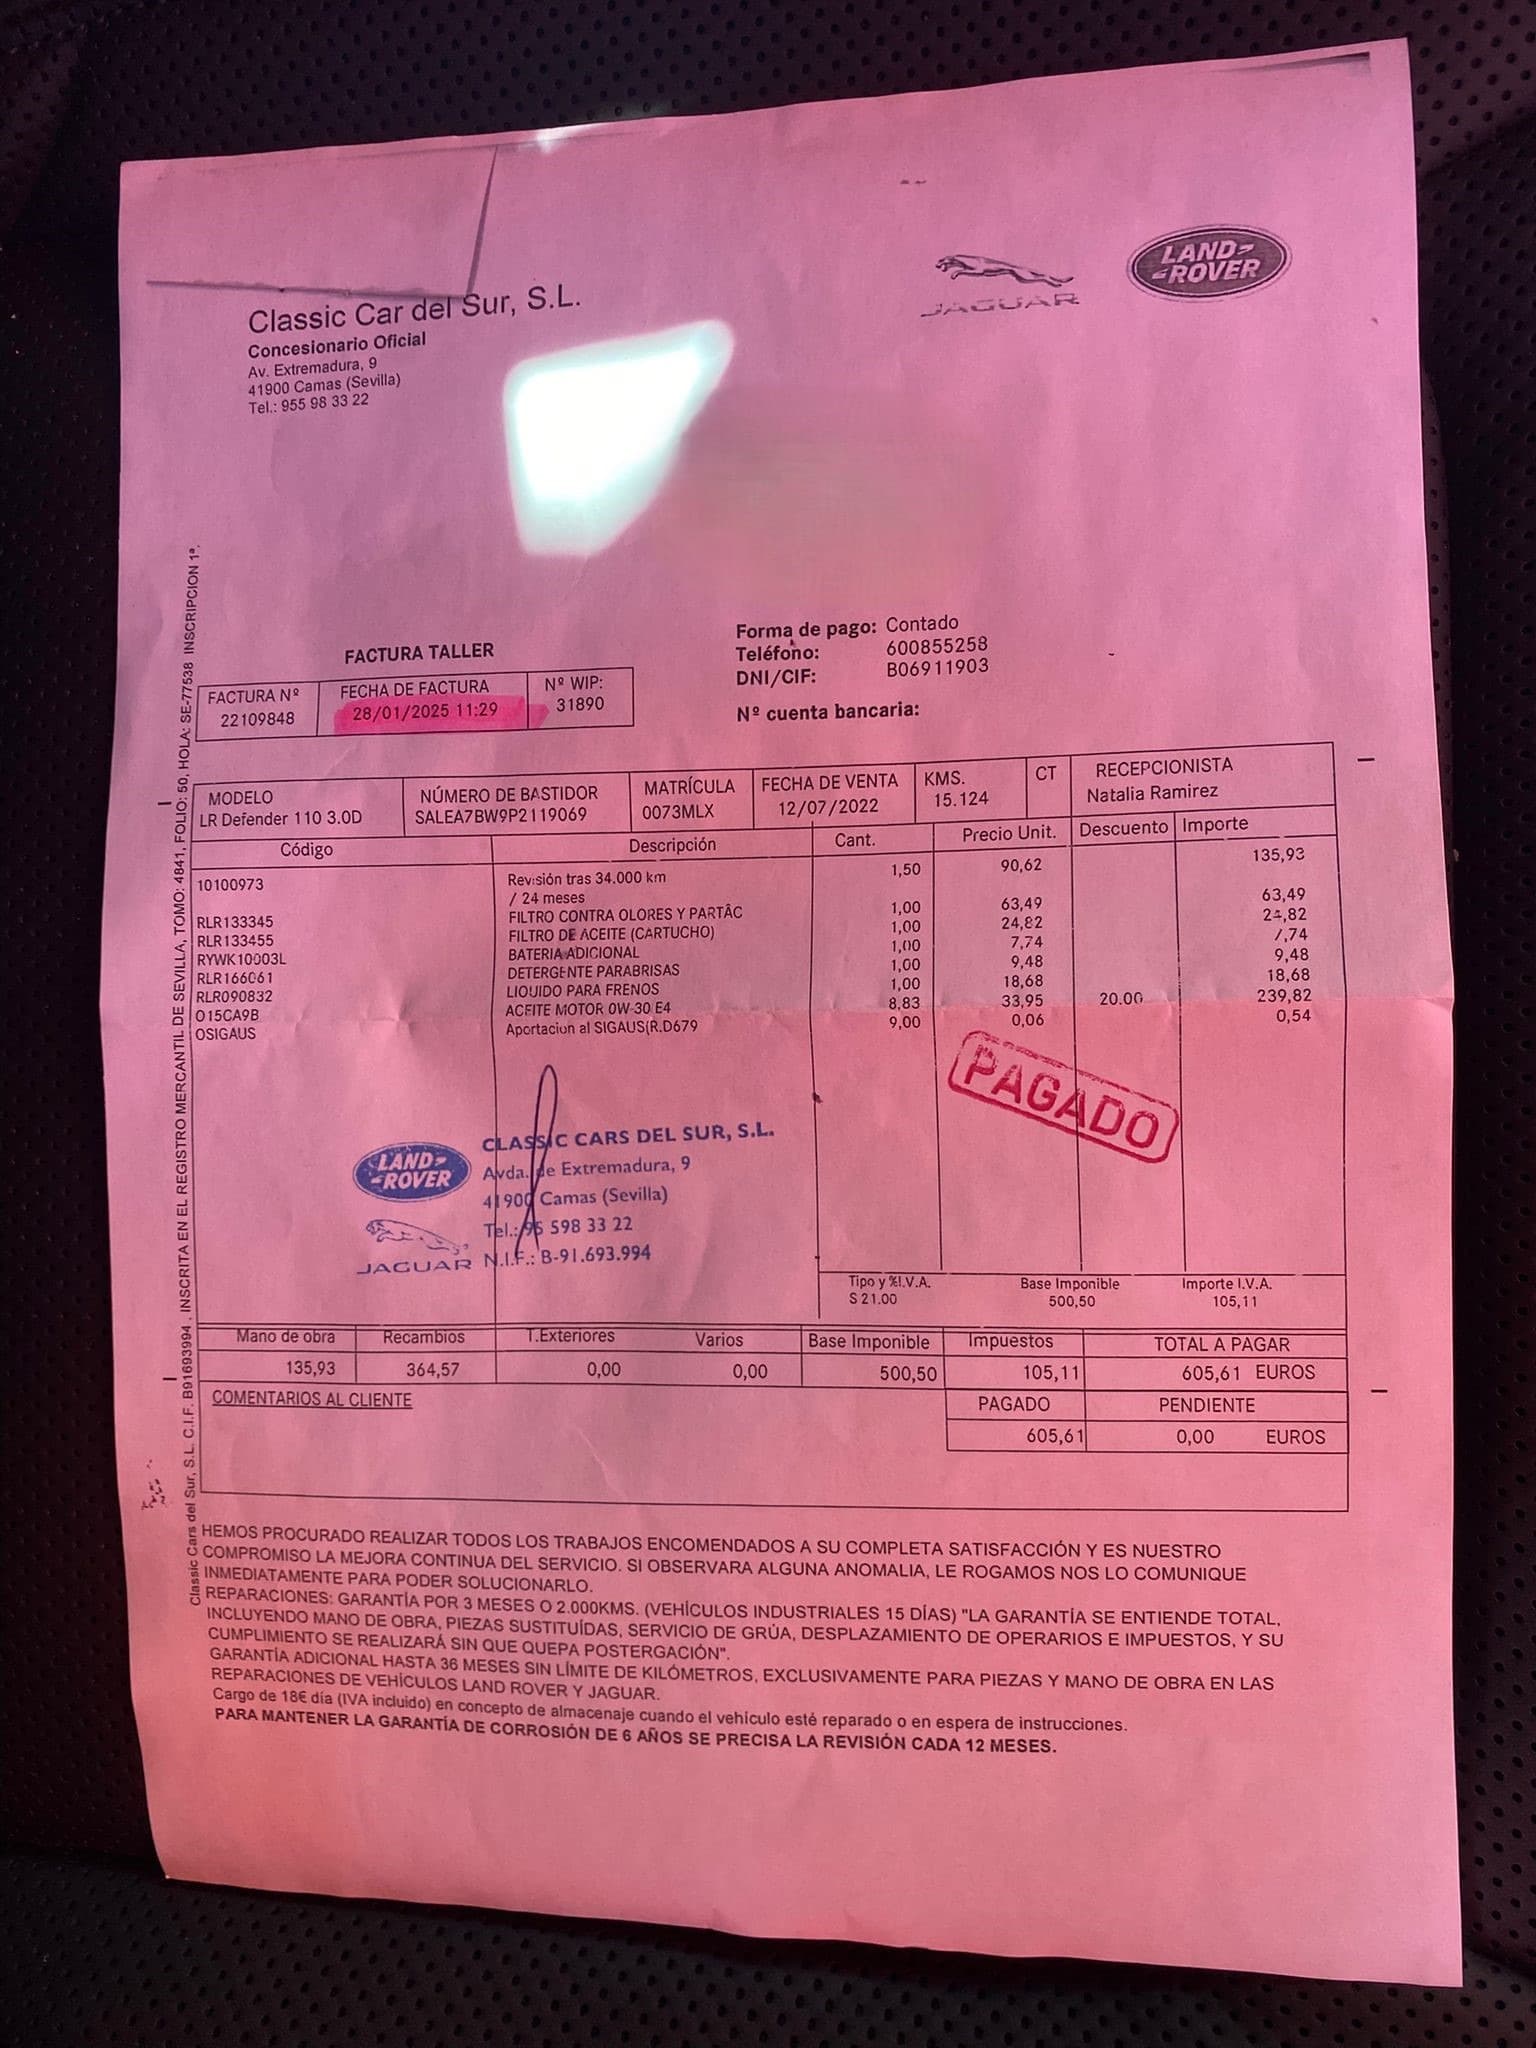 LAND-
-ROVER
JAGUAR
Classic Car del Sur, S.L.
Concesionario Oficial
Av. Extremadura, 9
41900 Camas (Sevilla)
Tel.: 955 98 33 22
Forma de pago: Contado
Teléfono: 600855258
DNI/CIF: B06911903
Nº cuenta bancaria:
FACTURA TALLER
FACTURA Nº FECHA DE FACTURA Nº WIP:
22109848 28/01/2025 11:29 31890
MODELO NÚMERO DE BASTIDOR MATRÍCULA FECHA DE VENTA KMS. CT RECEPCIONISTA
LR Defender 110 3.0D SALEA7BW9P2119069 0073MLX 12/07/2022 15.124 Natalia Ramirez
Código Descripción Cant. Precio Unit. Descuento Importe
10100973 Revisión tras 34.000 km 1,50 90,62 135,93
/ 24 meses
RLR133345 FILTRO CONTRA OLORES Y PARTÂC 1,00 63,49 63,49
RLR133455 FILTRO DE ACEITE (CARTUCHO) 1,00 24,82 24,82
RYWK10003L BATERIA ADICIONAL 1,00 7,74 7,74
RLR166061 DETERGENTE PARABRISAS 1,00 9,48 9,48
RLR090832 LIQUIDO PARA FRENOS 1,00 18,68 18,68
O15CA9B ACEITE MOTOR 0W-30 E4 8,83 33,95 20.00 239,82
OSIGAUS Aportacion al SIGAUS(R.D679 9,00 0,06 0,54
PAGADO
LAND-
-ROVER
JAGUAR
CLASSIC CARS DEL SUR, S.L.
Avda. de Extremadura, 9
41900 Camas (Sevilla)
Tel.: 95 598 33 22
N.I.F.: B-91.693.994
Tipo y %I.V.A. Base Imponible Importe I.V.A.
S 21.00 500,50 105,11
Mano de obra Recambios T.Exteriores Varios Base Imponible Impuestos TOTAL A PAGAR
135,93 364,57 0,00 0,00 500,50 105,11 605,61 EUROS
COMENTARIOS AL CLIENTE PAGADO PENDIENTE
605,61 0,00 EUROS
HEMOS PROCURADO REALIZAR TODOS LOS TRABAJOS ENCOMENDADOS A SU COMPLETA SATISFACCIÓN Y ES NUESTRO
COMPROMISO LA MEJORA CONTINUA DEL SERVICIO. SI OBSERVARA ALGUNA ANOMALIA, LE ROGAMOS NOS LO COMUNIQUE
INMEDIATAMENTE PARA PODER SOLUCIONARLO.
REPARACIONES: GARANTÍA POR 3 MESES O 2.000KMS. (VEHÍCULOS INDUSTRIALES 15 DÍAS) "LA GARANTÍA SE ENTIENDE TOTAL,
INCLUYENDO MANO DE OBRA, PIEZAS SUSTITUÍDAS, SERVICIO DE GRÚA, DESPLAZAMIENTO DE OPERARIOS E IMPUESTOS, Y SU
CUMPLIMIENTO SE REALIZARÁ SIN QUE QUEPA POSTERGACIÓN".
GARANTÍA ADICIONAL HASTA 36 MESES SIN LÍMITE DE KILÓMETROS, EXCLUSIVAMENTE PARA PIEZAS Y MANO DE OBRA EN LAS
REPARACIONES DE VEHÍCULOS LAND ROVER Y JAGUAR.
Cargo de 18€ día (IVA incluido) en concepto de almacenaje cuando el vehículo esté reparado o en espera de instrucciones.
PARA MANTENER LA GARANTÍA DE CORROSIÓN DE 6 AÑOS SE PRECISA LA REVISIÓN CADA 12 MESES.
Classic Cars del Sur, S.L. C.I.F. B91693994 . INSCRITA EN EL REGISTRO MERCANTIL DE SEVILLA, TOMO: 4841, FOLIO: 50, HOLA: SE-77538 INSCRIPCION 1ª.